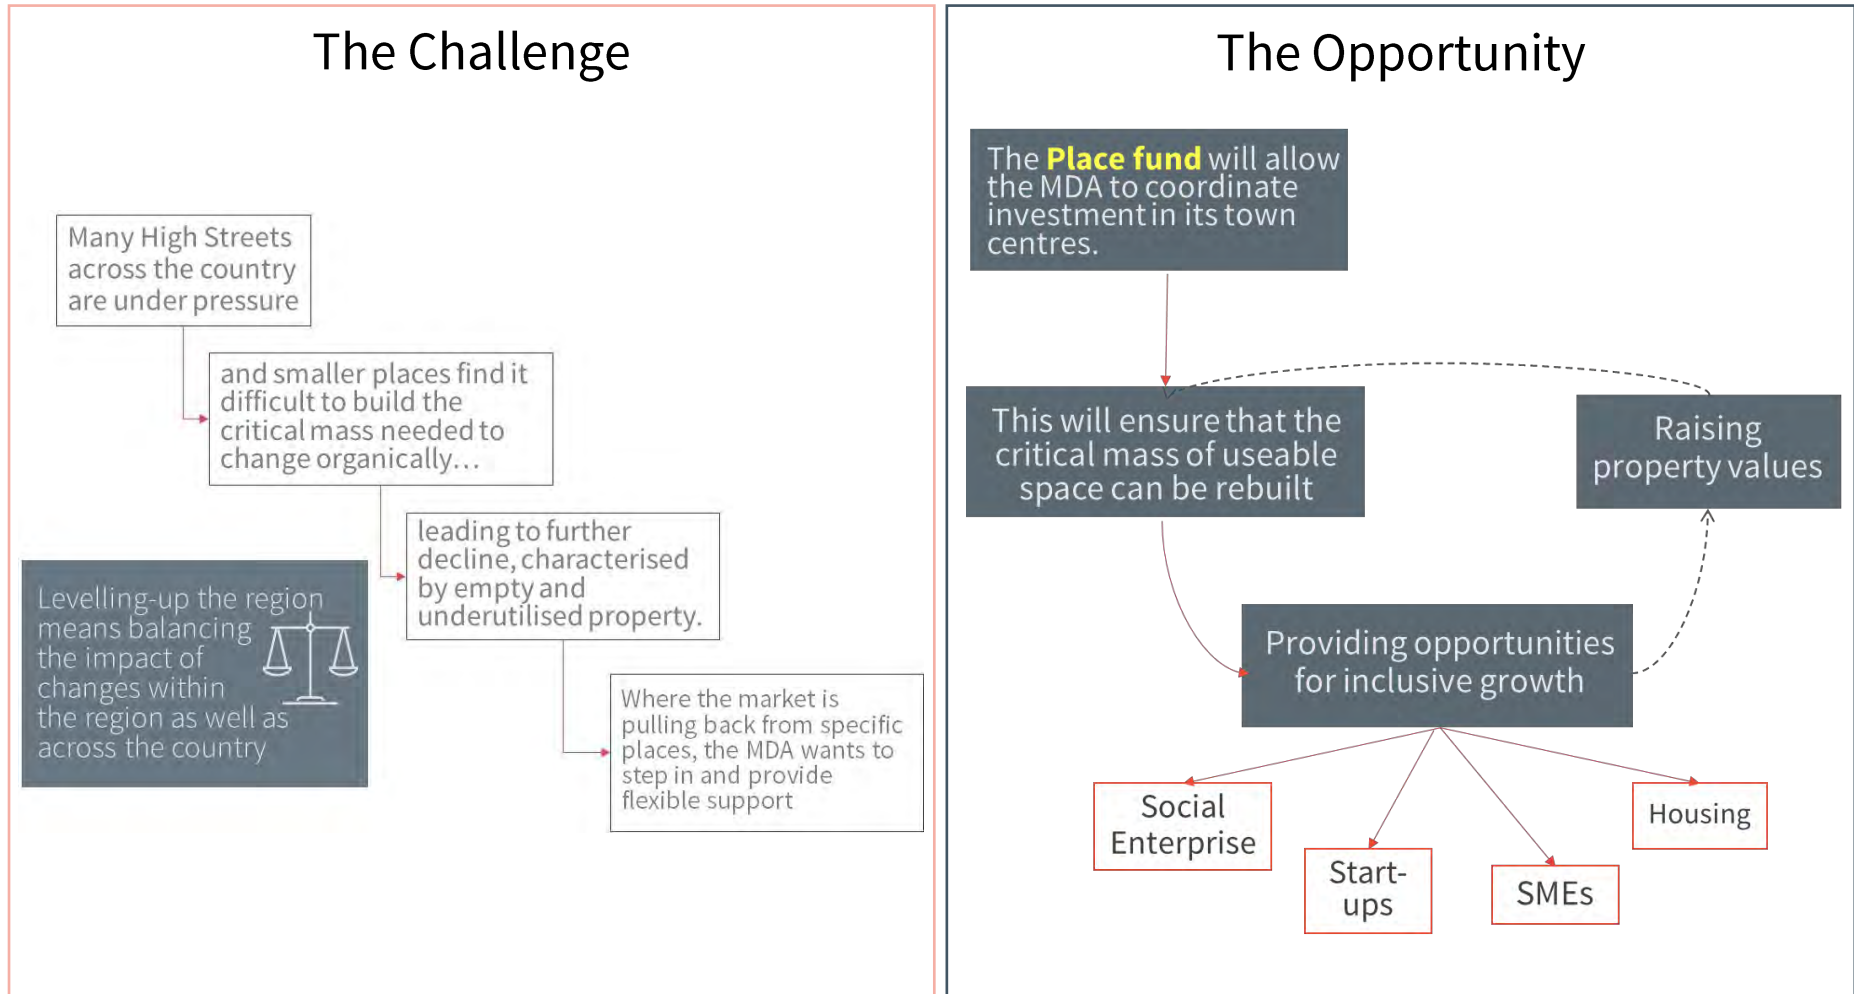 The Challenge
Many High Streets
across the country
are under pressure
and smaller places find it
difficult to build the
critical mass needed to
change organically…
leading to further
decline, characterised
by empty and
underutilised property.
Levelling-up the region
means balancing
the impact of
changes within
the region as well as
across the country
Where the market is
pulling back from specific
places, the MDA wants to
step in and provide
flexible support
The Opportunity
The Place fund will allow
the MDA to coordinate
investment in its town
centres.
This will ensure that the
critical mass of useable
space can be rebuilt
Raising
property values
Providing opportunities
for inclusive growth
Social
Enterprise
Start-
ups
SMEs
Housing